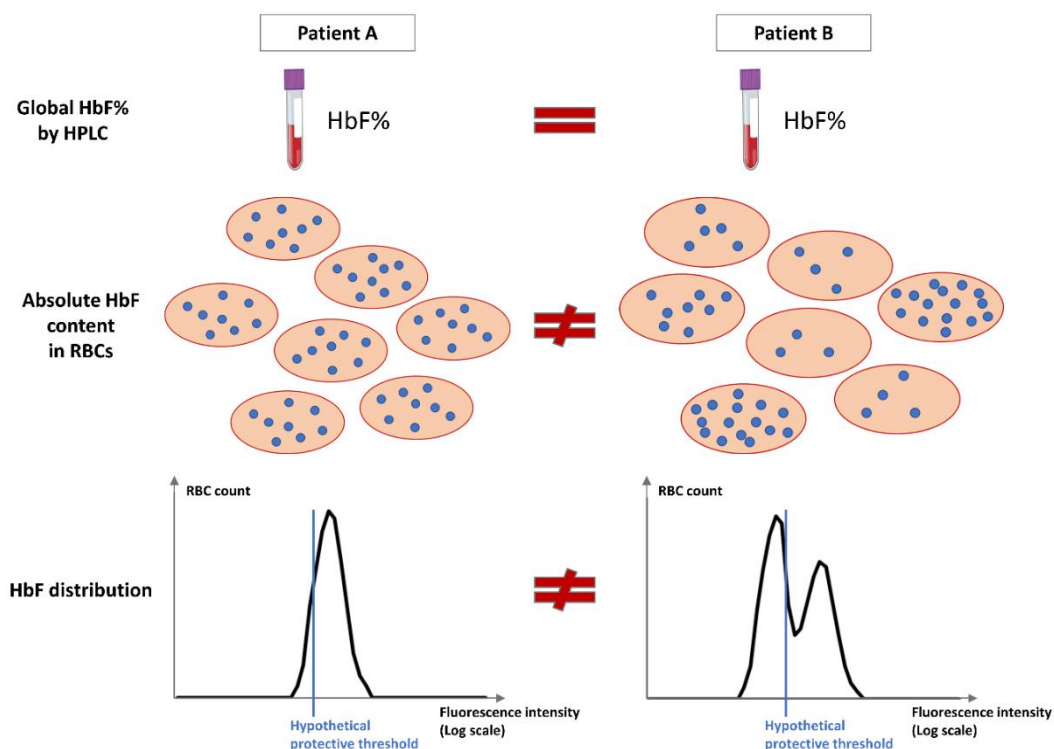 Patient A
Patient B
Global HbF%
by HPLC
HbF%
HbF%
Absolute HbF
content
in RBCs
RBC count
RBC count
HbF distribution
Fluorescence intensity
(Log scale)
Hypothetical
protective threshold
Fluorescence intensity
(Log scale)
Hypothetical
protective threshold